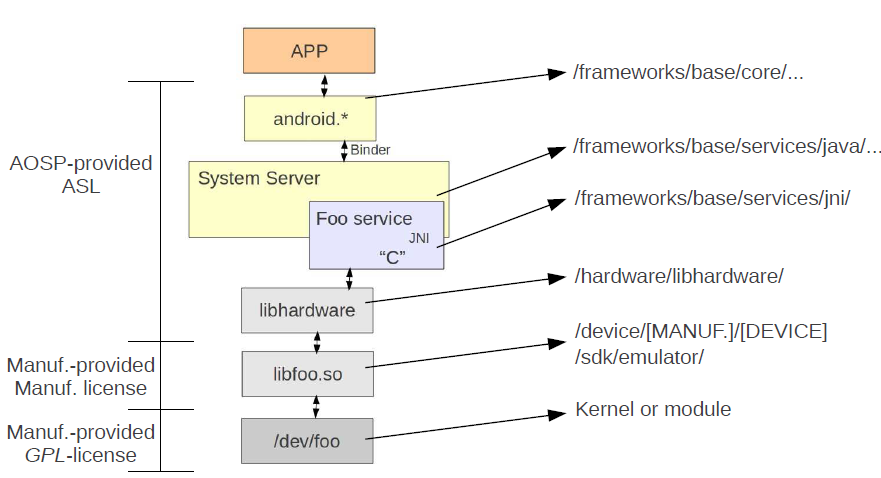 APP
/frameworks/base/core/...
android.*
Binder
/frameworks/base/services/java/...
AOSP-provided
ASL
System Server
/frameworks/base/services/jni/
Foo service
JNI
“C”
/hardware/libhardware/
libhardware
/device/[MANUF.]/[DEVICE]
/sdk/emulator/
Manuf.-provided
Manuf. license
libfoo.so
Kernel or module
Manuf.-provided
GPL-license
/dev/foo